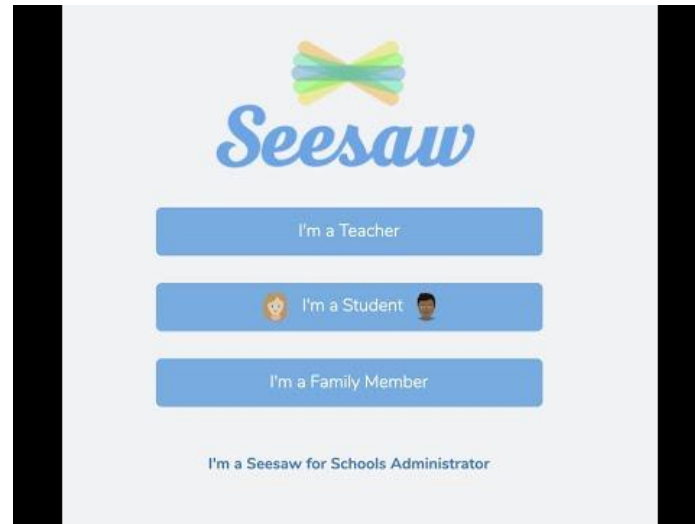 Seesaw
I'm a Teacher
I'm a Student
I'm a Family Member
I'm a Seesaw for Schools Administrator